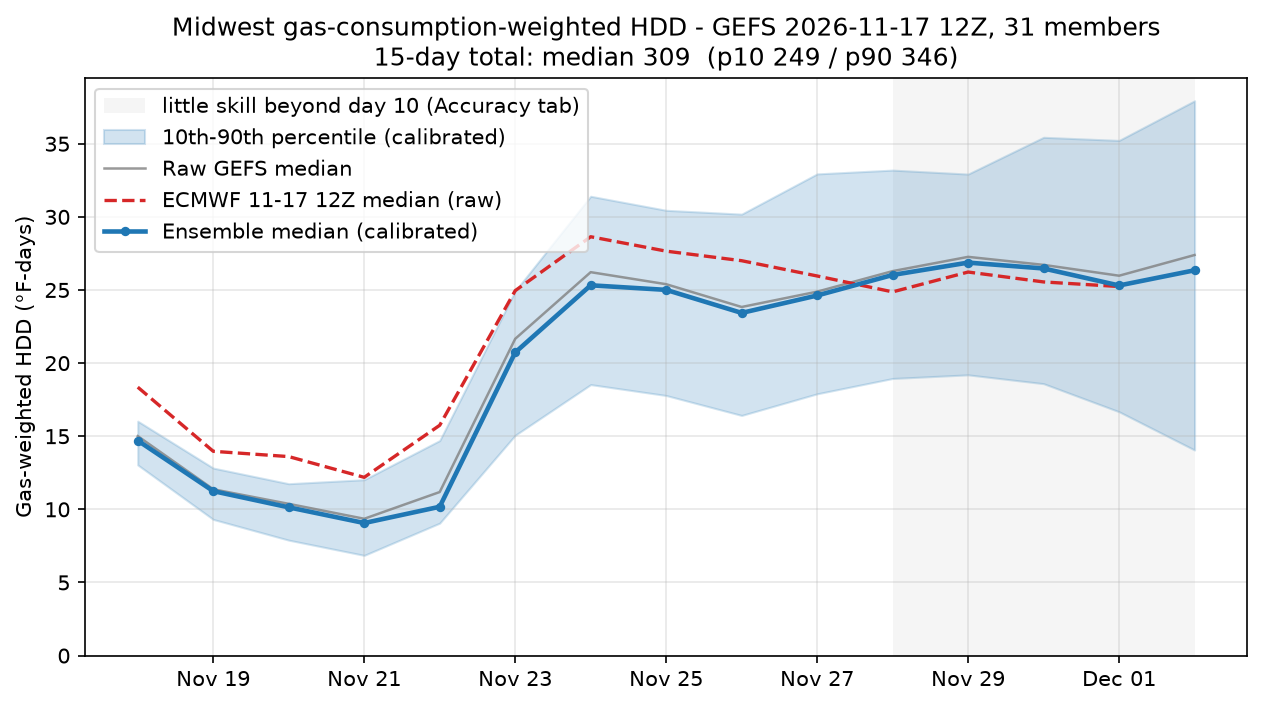 Midwest gas-consumption-weighted HDD - GEFS 2026-11-17 12Z, 31 members
15-day total: median 309  (p10 249 / p90 346)
little skill beyond day 10 (Accuracy tab)
10th-90th percentile (calibrated)
Raw GEFS median
ECMWF 11-17 12Z median (raw)
Ensemble median (calibrated)
Gas-weighted HDD (°F-days)
35
30
25
20
15
10
5
0
Nov 19
Nov 21
Nov 23
Nov 25
Nov 27
Nov 29
Dec 01